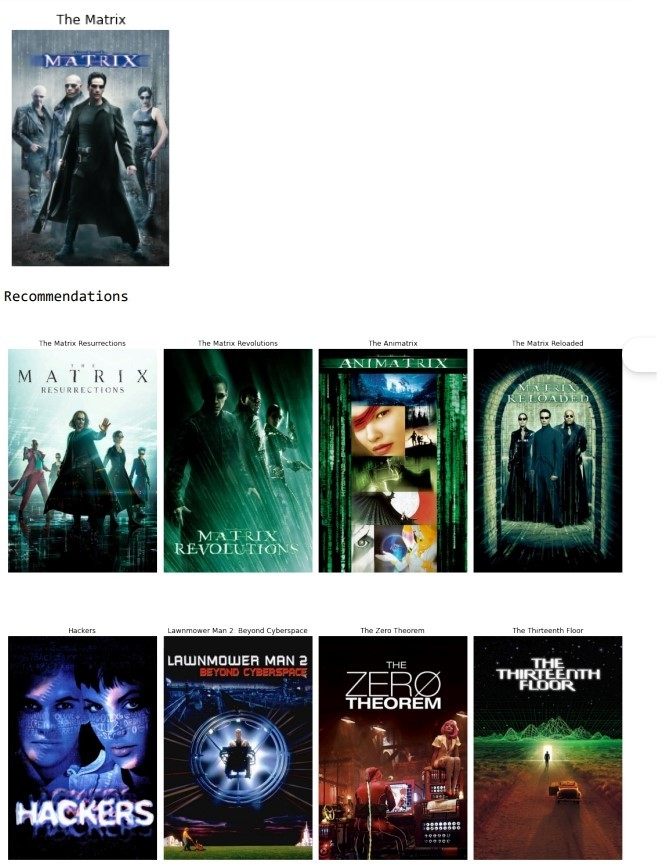 The Matrix
MATRIX
Recommendations
The Matrix Resurrections
The Matrix Revolutions
The Animatrix
The Matrix Reloaded
THE
MATRIX
RESURRECTIONS
MATRIX
REVOLUTIONS
ANIMATRIX
MATRIX
RELOADED
Hackers
Lawnmower Man 2 Beyond Cyberspace
The Zero Theorem
The Thirteenth Floor
HACKERS
LAWNMOWER MAN 2
BEYOND CYBERSPACE
THE
ZERØ
THEOREM
THE
THIRTEENTH
FLOOR